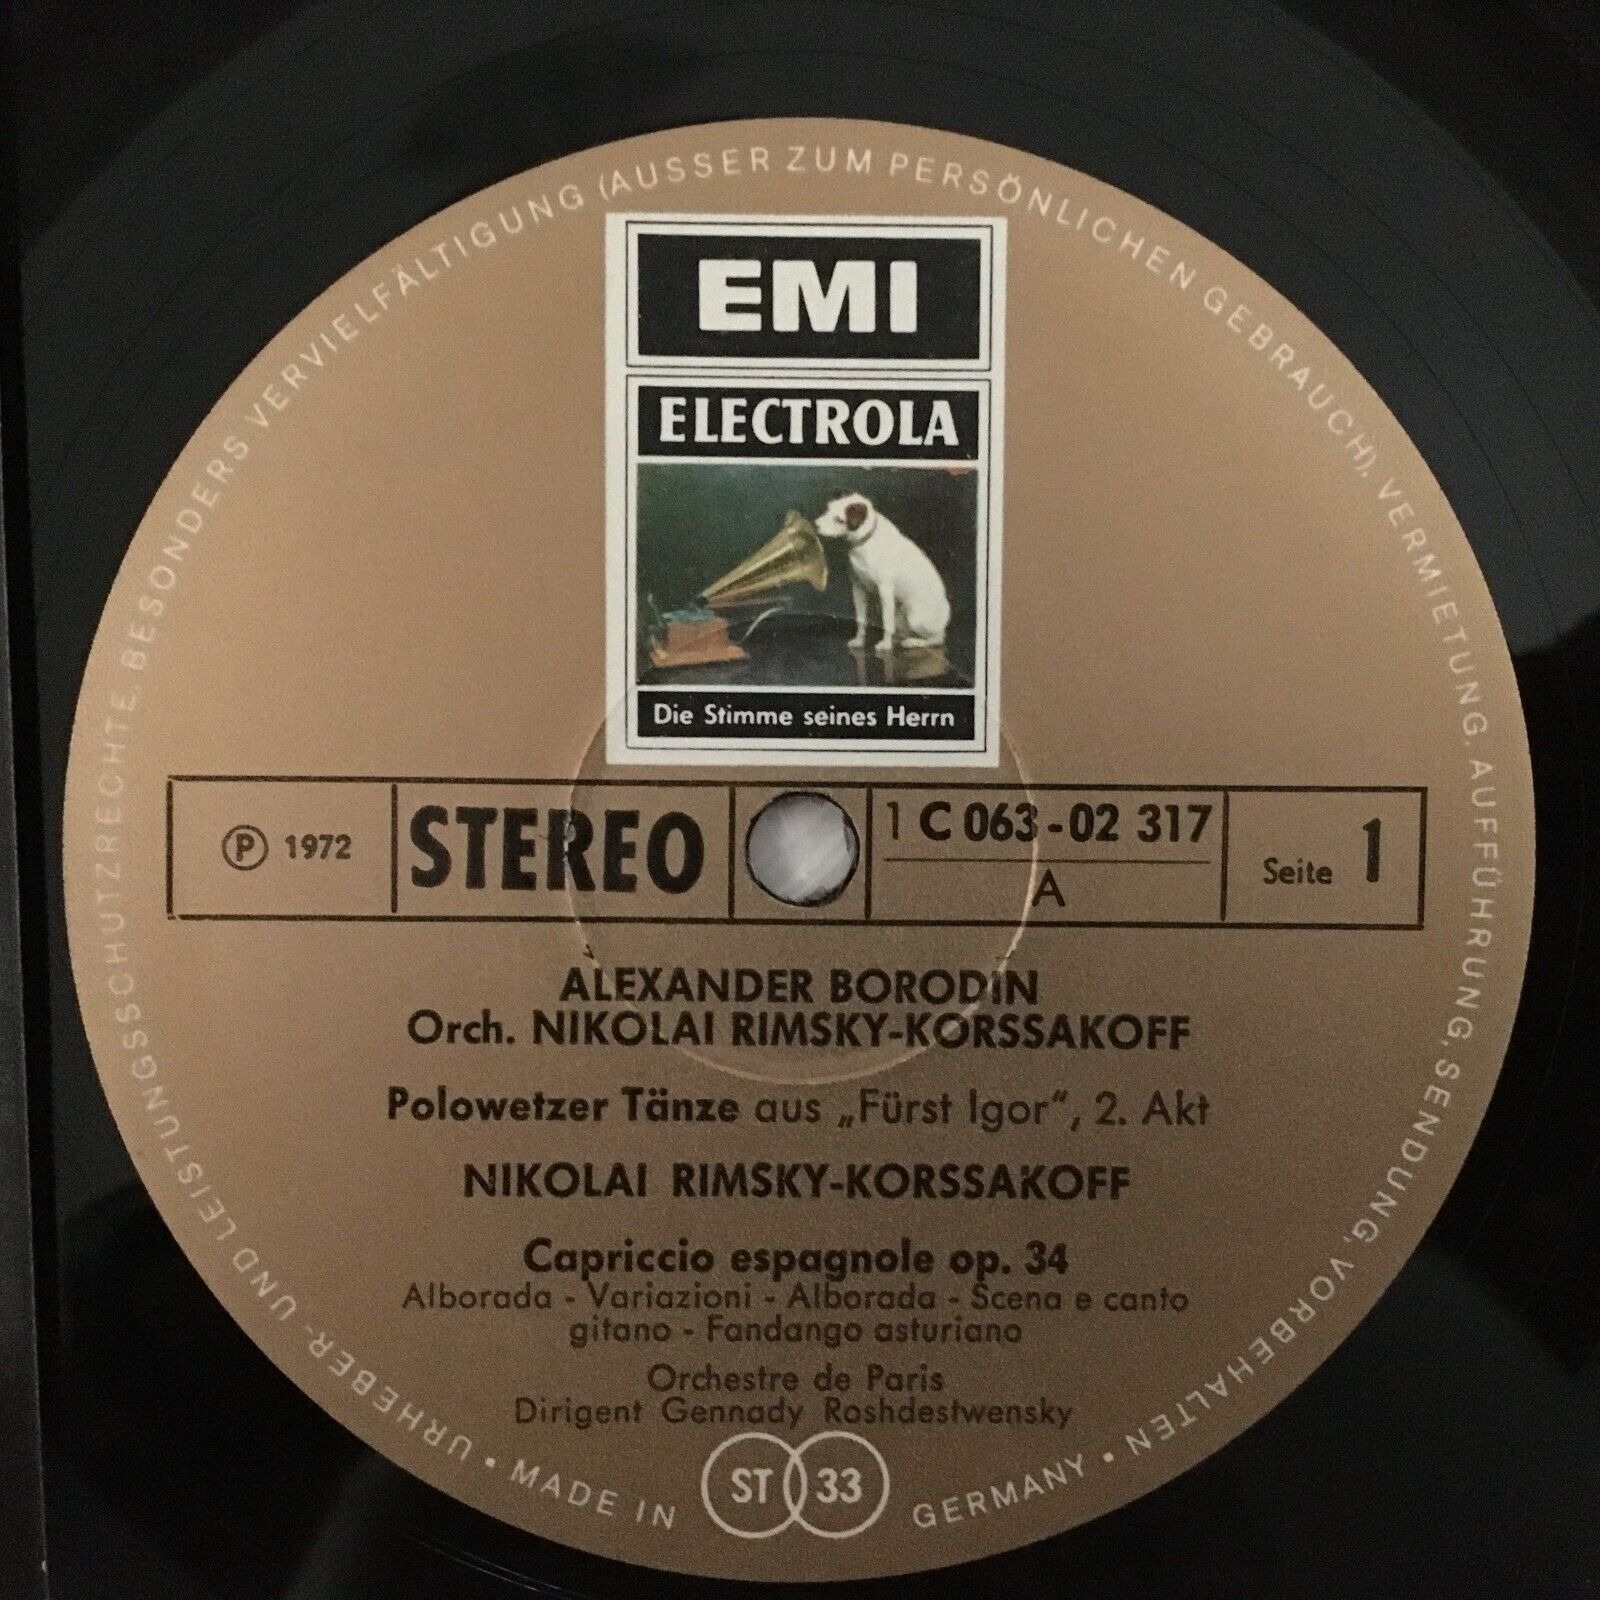 EMI
ELECTROLA
Die Stimme seines Herrn
Ⓟ 1972
STEREO
1 C 063-02 317
A
Seite 1
ALEXANDER BORODIN
Orch. NIKOLAI RIMSKY-KORSSAKOFF
Polowetzer Tänze aus „Fürst Igor", 2. Akt
NIKOLAI RIMSKY-KORSSAKOFF
Capriccio espagnole op. 34
Alborada - Variazioni - Alborada - Scena e canto
gitano - Fandango asturiano
Orchestre de Paris
Dirigent Gennady Roshdestwensky
ST 33
URHEBER- UND LEISTUNGSSCHUTZRECHTE, BESONDERS VERVIELFÄLTIGUNG (AUSSER ZUM PERSÖNLICHEN GEBRAUCH), VERMIETUNG, AUFFÜHRUNG, SENDUNG, VORBEHALTEN •
MADE IN GERMANY •